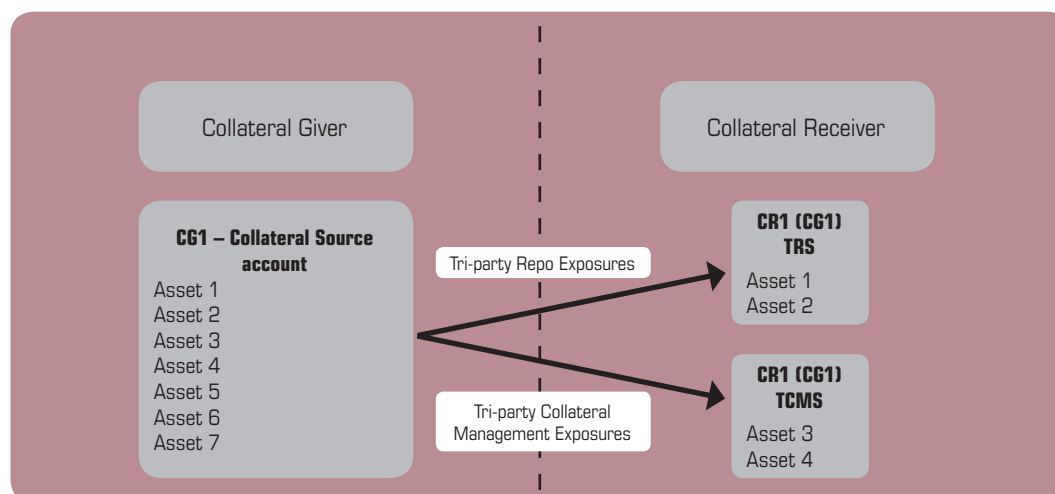 Collateral Giver
Collateral Receiver
CG1 – Collateral Source
account
Asset 1
Asset 2
Asset 3
Asset 4
Asset 5
Asset 6
Asset 7
Tri-party Repo Exposures
Tri-party Collateral
Management Exposures
CR1 (CG1)
TRS
Asset 1
Asset 2
CR1 (CG1)
TCMS
Asset 3
Asset 4